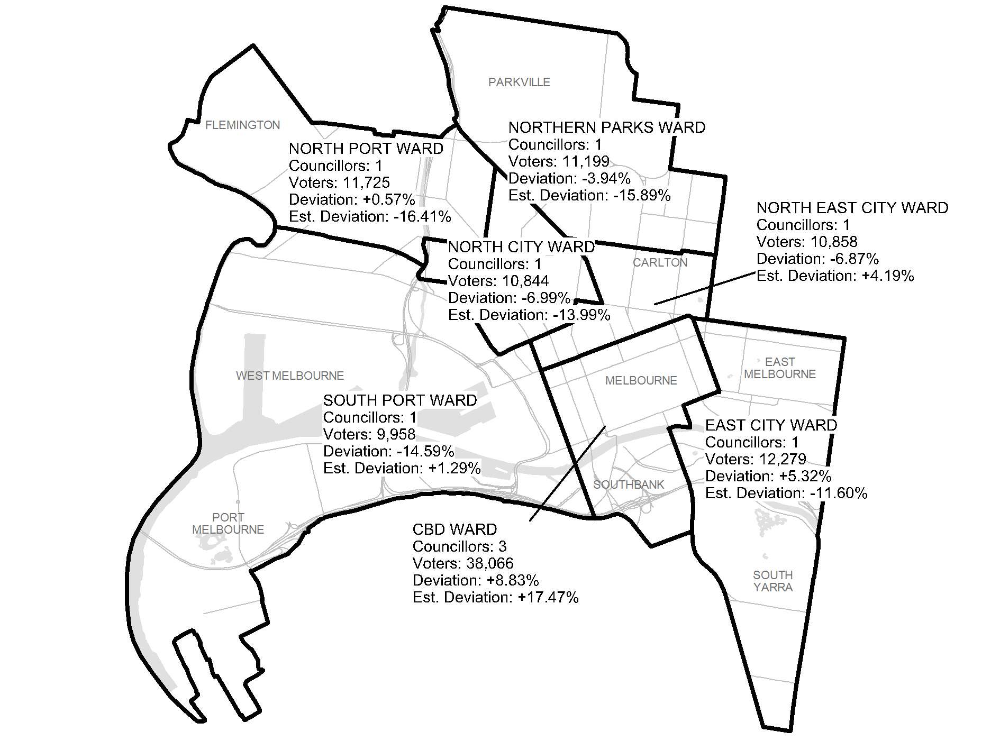 PARKVILLE
FLEMINGTON
NORTHERN PARKS WARD
Councillors: 1
Voters: 11,199
Deviation: -3.94%
Est. Deviation: -15.89%
NORTH PORT WARD
Councillors: 1
Voters: 11,725
Deviation: +0.57%
Est. Deviation: -16.41%
NORTH EAST CITY WARD
Councillors: 1
Voters: 10,858
Deviation: -6.87%
Est. Deviation: +4.19%
NORTH CITY WARD
Councillors: 1
Voters: 10,844
Deviation: -6.99%
Est. Deviation: -13.99%
CARLTON
EAST
MELBOURNE
WEST MELBOURNE
MELBOURNE
SOUTH PORT WARD
Councillors: 1
Voters: 9,958
Deviation: -14.59%
Est. Deviation: +1.29%
EAST CITY WARD
Councillors: 1
Voters: 12,279
Deviation: +5.32%
Est. Deviation: -11.60%
SOUTHBANK
PORT
MELBOURNE
CBD WARD
Councillors: 3
Voters: 38,066
Deviation: +8.83%
Est. Deviation: +17.47%
SOUTH
YARRA